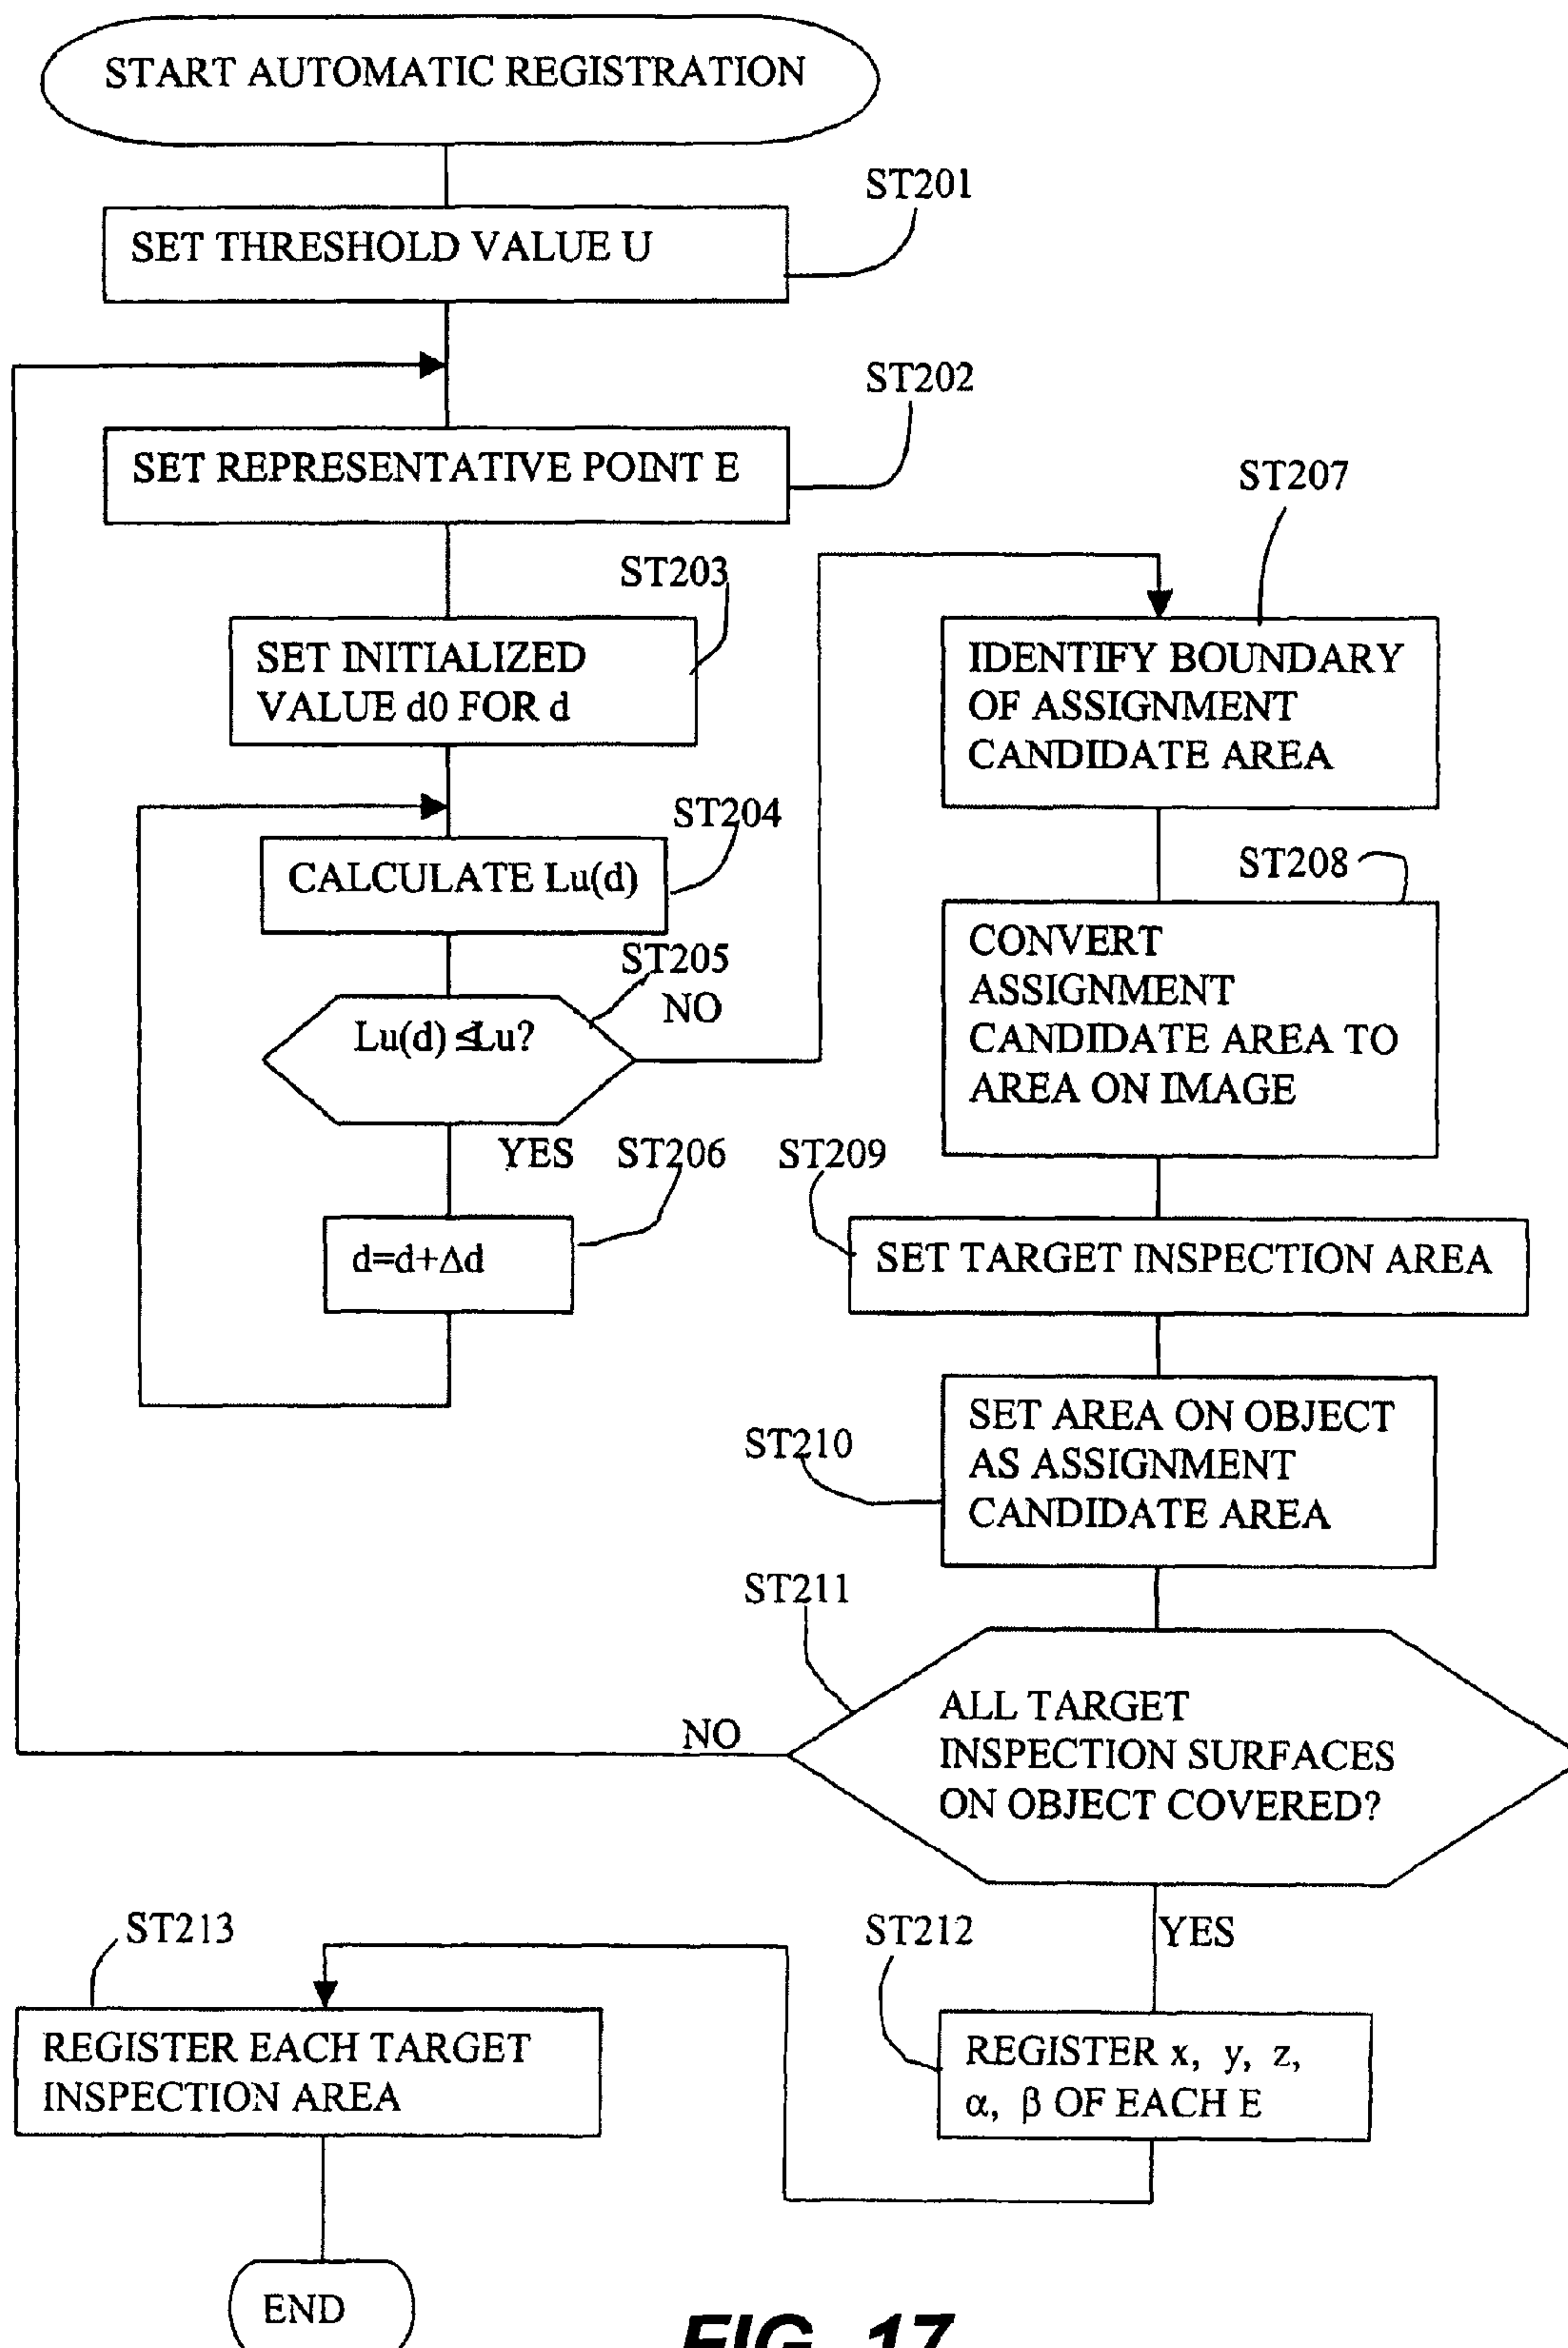 START AUTOMATIC REGISTRATION
ST201
SET THRESHOLD VALUE U
ST202
SET REPRESENTATIVE POINT E
ST203
SET INITIALIZED
VALUE d0 FOR d
ST204
CALCULATE Lu(d)
ST205
NO
Lu(d) ≤Lu?
YES
ST206
d=d+Δd
ST207
IDENTIFY BOUNDARY
OF ASSIGNMENT
CANDIDATE AREA
ST208
CONVERT
ASSIGNMENT
CANDIDATE AREA TO
AREA ON IMAGE
ST209
SET TARGET INSPECTION AREA
ST210
SET AREA ON OBJECT
AS ASSIGNMENT
CANDIDATE AREA
ST211
NO
ALL TARGET
INSPECTION SURFACES
ON OBJECT COVERED?
YES
ST212
REGISTER x, y, z,
α, β OF EACH E
ST213
REGISTER EACH TARGET
INSPECTION AREA
END
FIG. 17